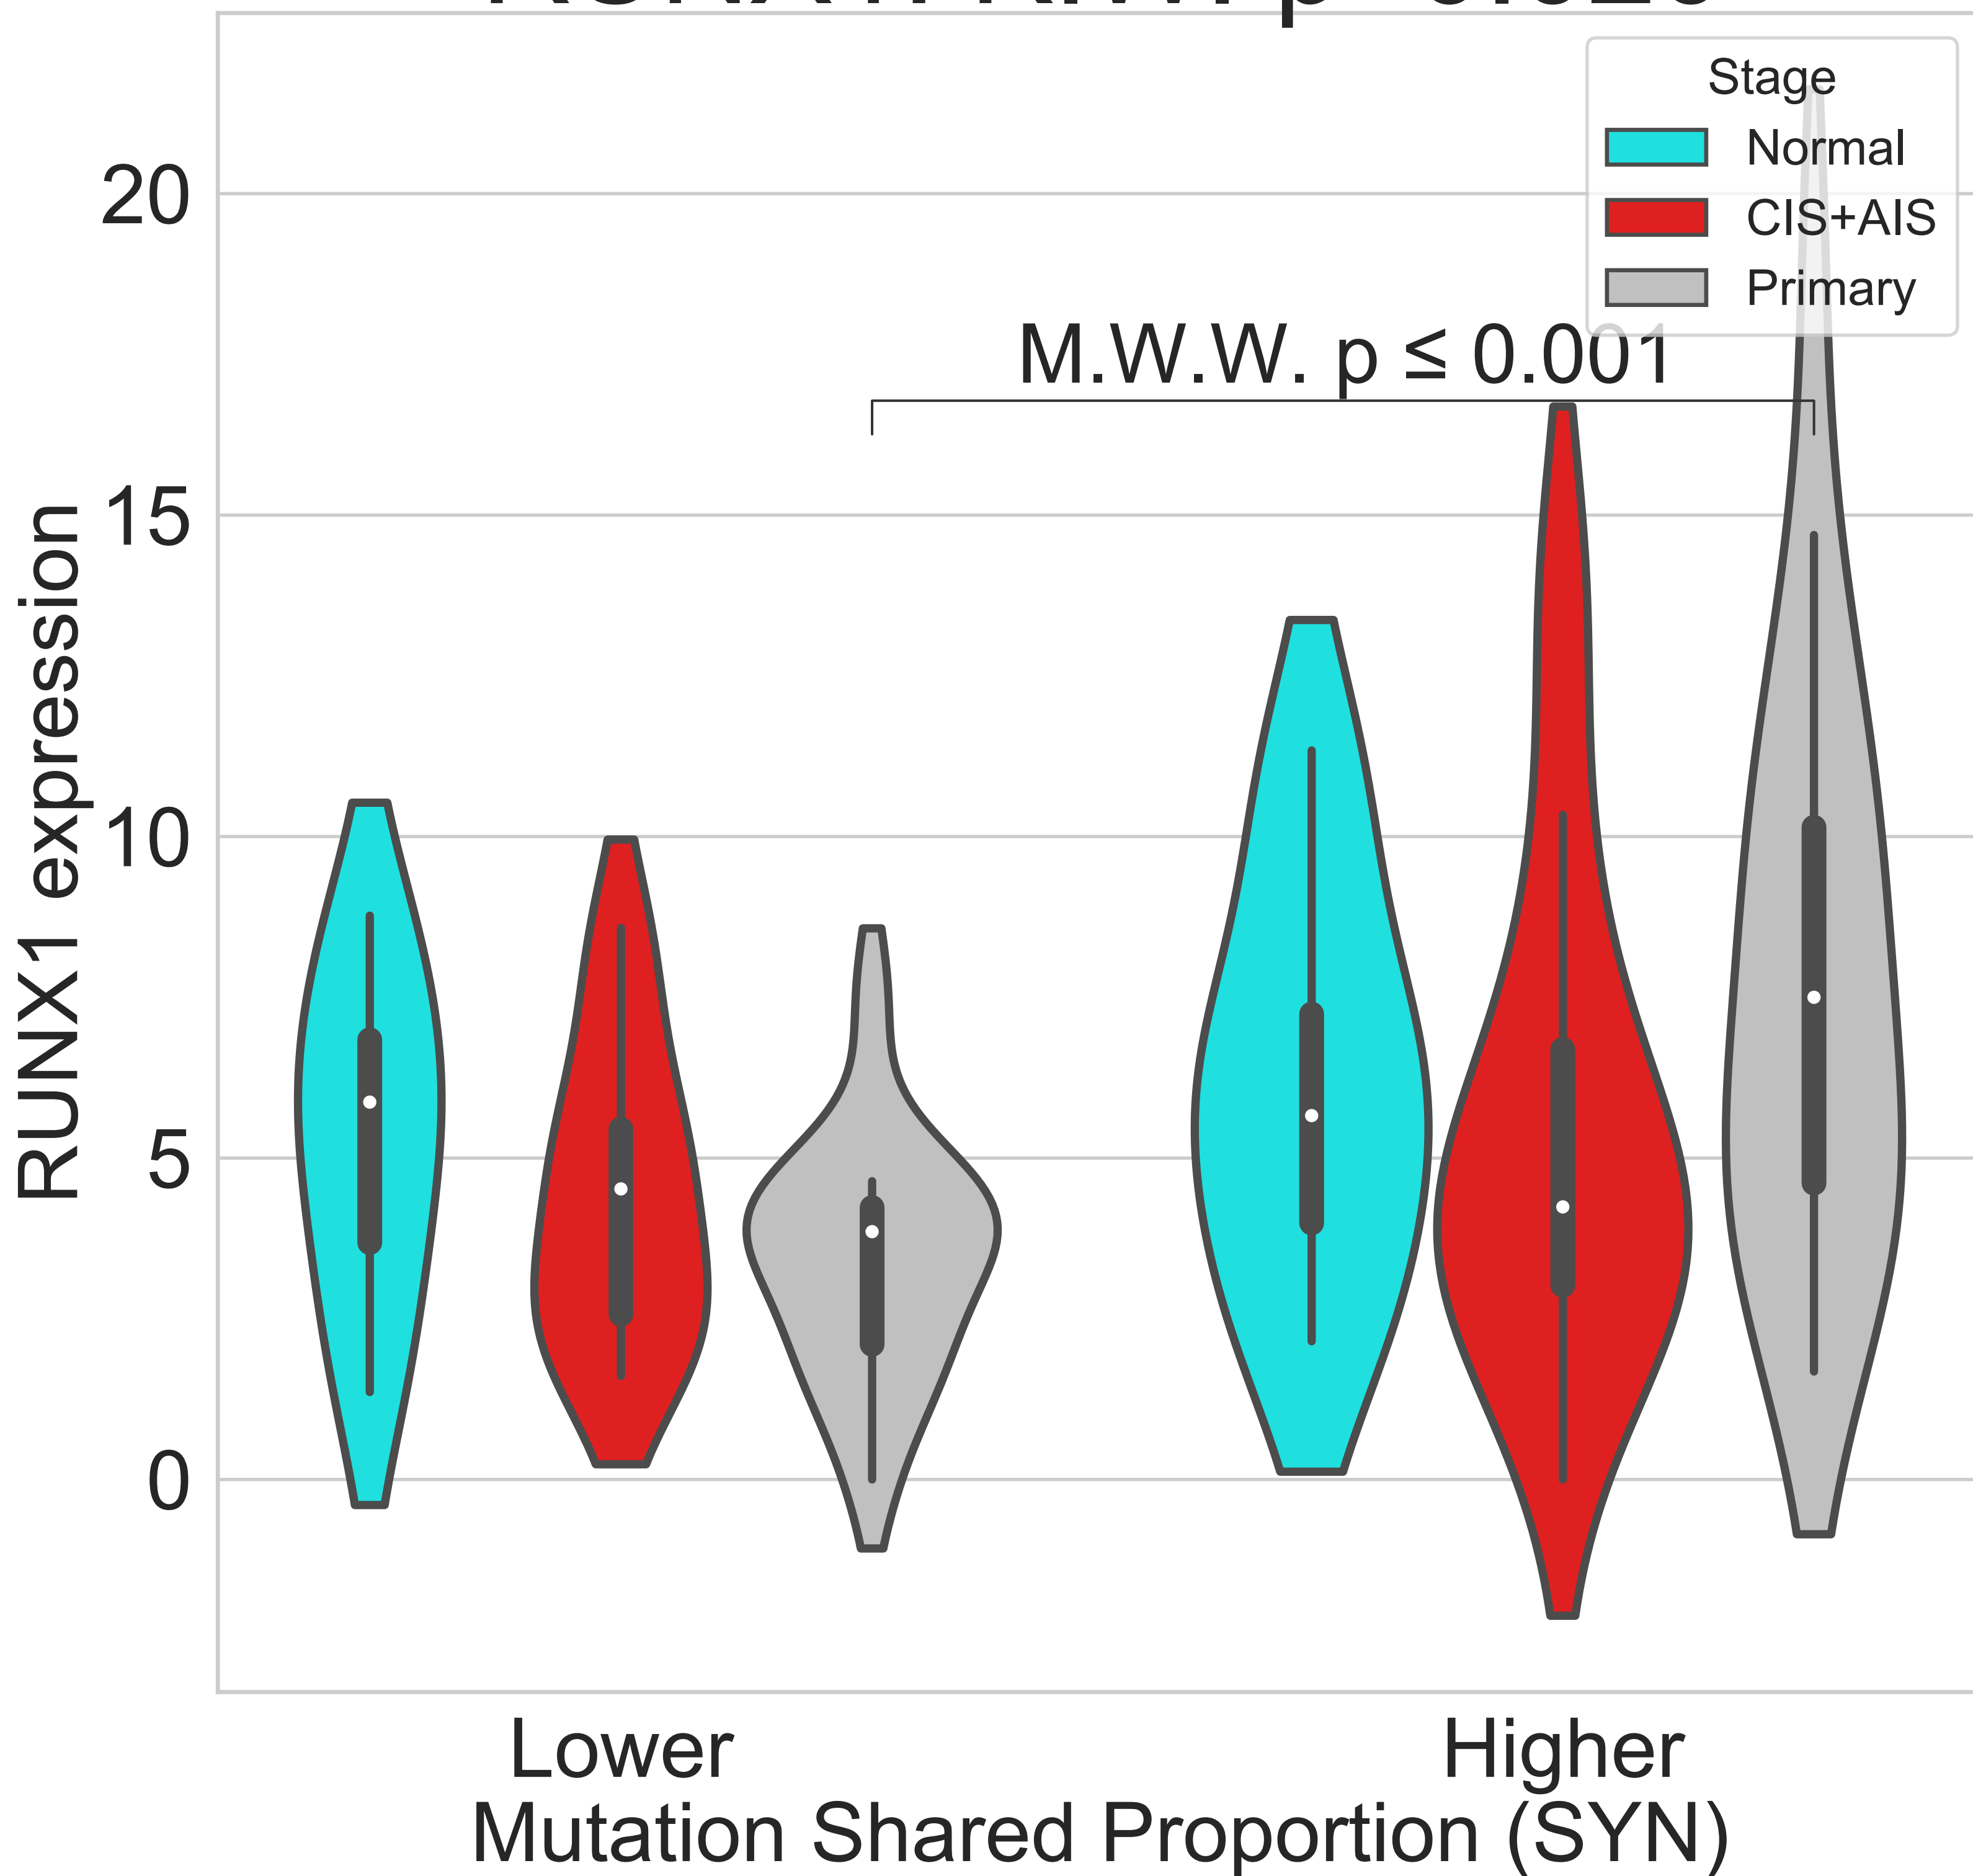 Stage
Normal
CIS+AIS
Primary
M.W.W. p ≤ 0.001
20
15
10
5
0
RUNX1 expression
Lower
Higher
Mutation Shared Proportion (SYN)